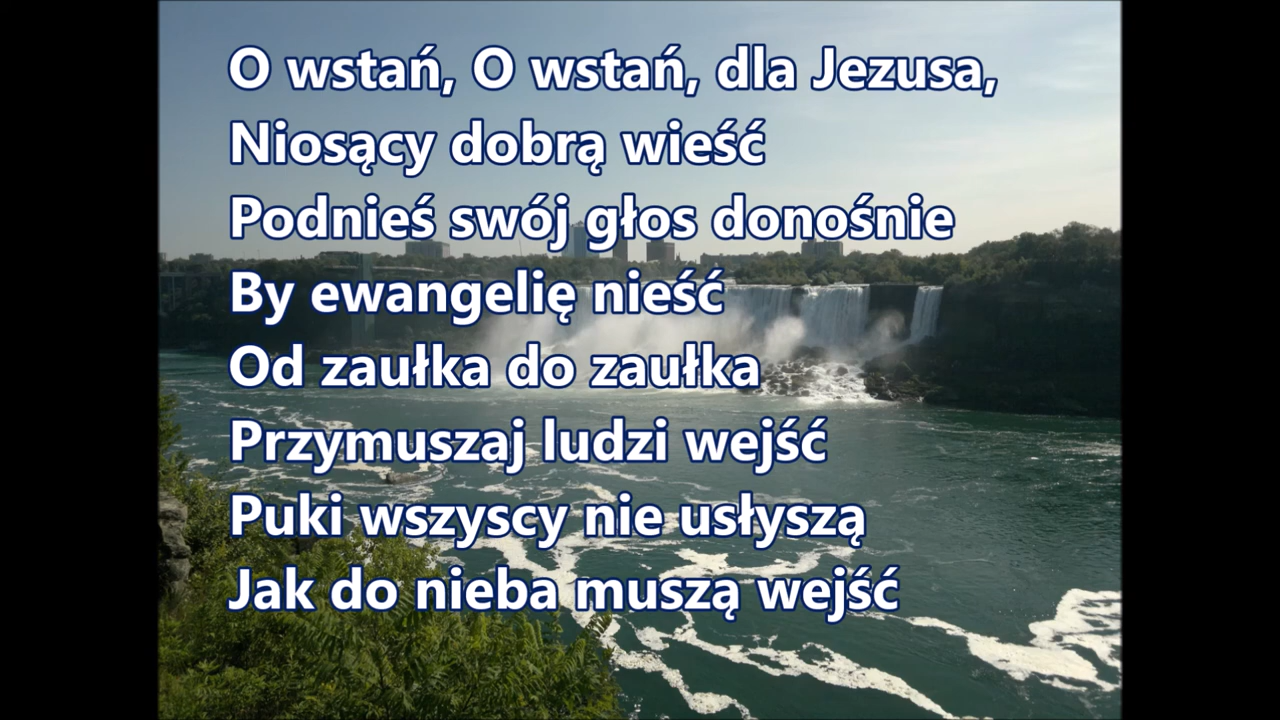 O wstań, O wstań, dla Jezusa,
Niosący dobrą wieść
Podnieś swój głos donośnie
By ewangelię nieść
Od zaułka do zaułka
Przymuszaj ludzi wejść
Puki wszyscy nie usłyszą
Jak do nieba muszą wejść